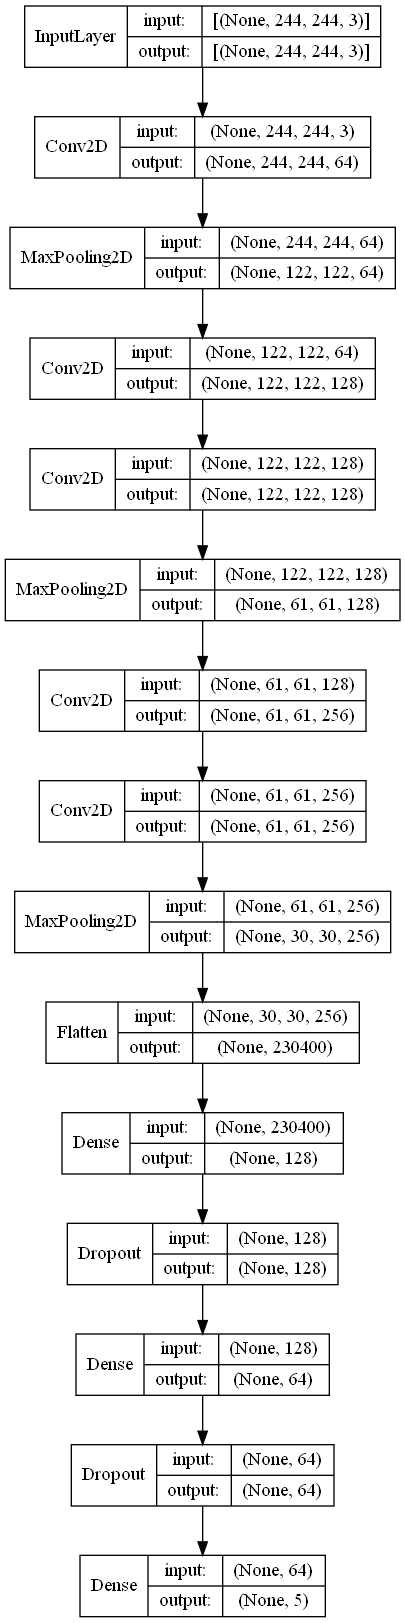 InputLayer
input: [(None, 244, 244, 3)]
output: [(None, 244, 244, 3)]
Conv2D
input: (None, 244, 244, 3)
output: (None, 244, 244, 64)
MaxPooling2D
input: (None, 244, 244, 64)
output: (None, 122, 122, 64)
Conv2D
input: (None, 122, 122, 64)
output: (None, 122, 122, 128)
Conv2D
input: (None, 122, 122, 128)
output: (None, 122, 122, 128)
MaxPooling2D
input: (None, 122, 122, 128)
output: (None, 61, 61, 128)
Conv2D
input: (None, 61, 61, 128)
output: (None, 61, 61, 256)
Conv2D
input: (None, 61, 61, 256)
output: (None, 61, 61, 256)
MaxPooling2D
input: (None, 61, 61, 256)
output: (None, 30, 30, 256)
Flatten
input: (None, 30, 30, 256)
output: (None, 230400)
Dense
input: (None, 230400)
output: (None, 128)
Dropout
input: (None, 128)
output: (None, 128)
Dense
input: (None, 128)
output: (None, 64)
Dropout
input: (None, 64)
output: (None, 64)
Dense
input: (None, 64)
output: (None, 5)